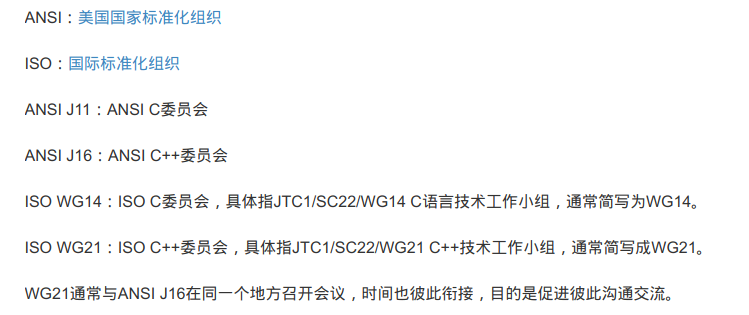 ANSI：美国国家标准化组织
ISO：国际标准化组织
ANSI J11：ANSI C委员会
ANSI J16：ANSI C++委员会
ISO WG14：ISO C委员会，具体指JTC1/SC22/WG14 C语言技术工作小组，通常简写为WG14。
ISO WG21：ISO C++委员会，具体指JTC1/SC22/WG21 C++技术工作小组，通常简写成WG21。
WG21通常与ANSI J16在同一个地方召开会议，时间也彼此衔接，目的是促进彼此沟通交流。